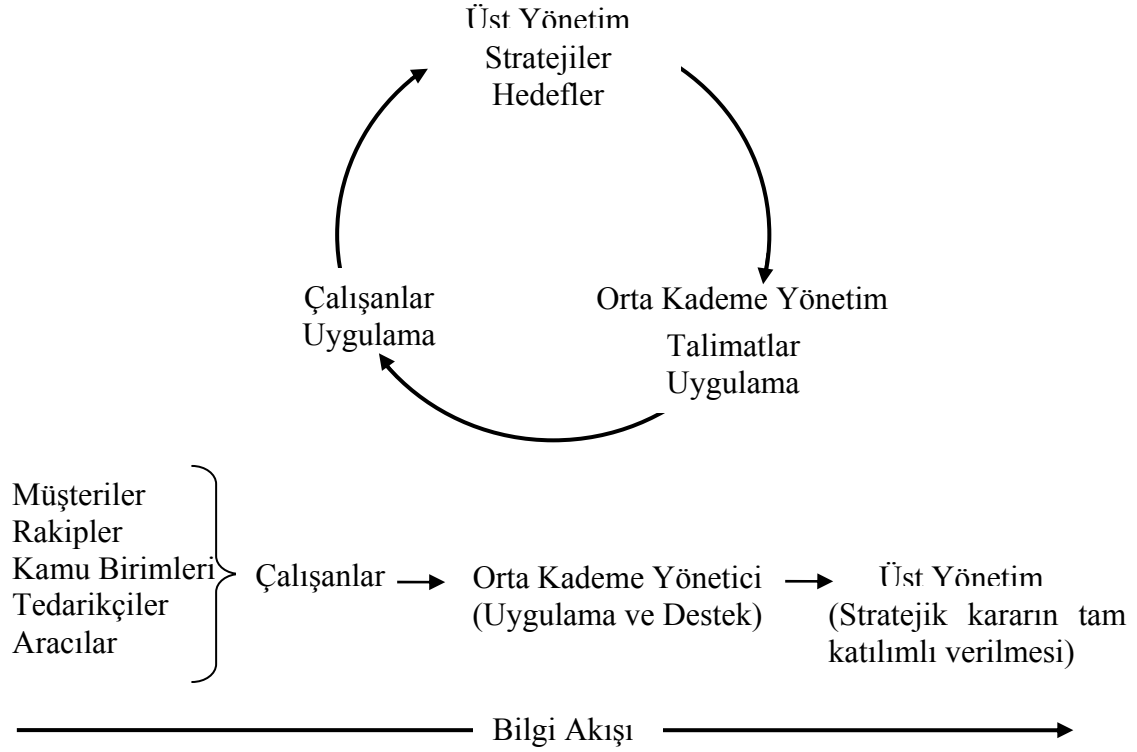 Üst Yönetim
Stratejiler
Hedefler
Çalışanlar
Uygulama
Orta Kademe Yönetim
Talimatlar
Uygulama
Müşteriler
Rakipler
Kamu Birimleri
Tedarikçiler
Aracılar
Çalışanlar
Orta Kademe Yönetici
(Uygulama ve Destek)
Üst Yönetim
(Stratejik kararın tam
katılımlı verilmesi)
Bilgi Akışı